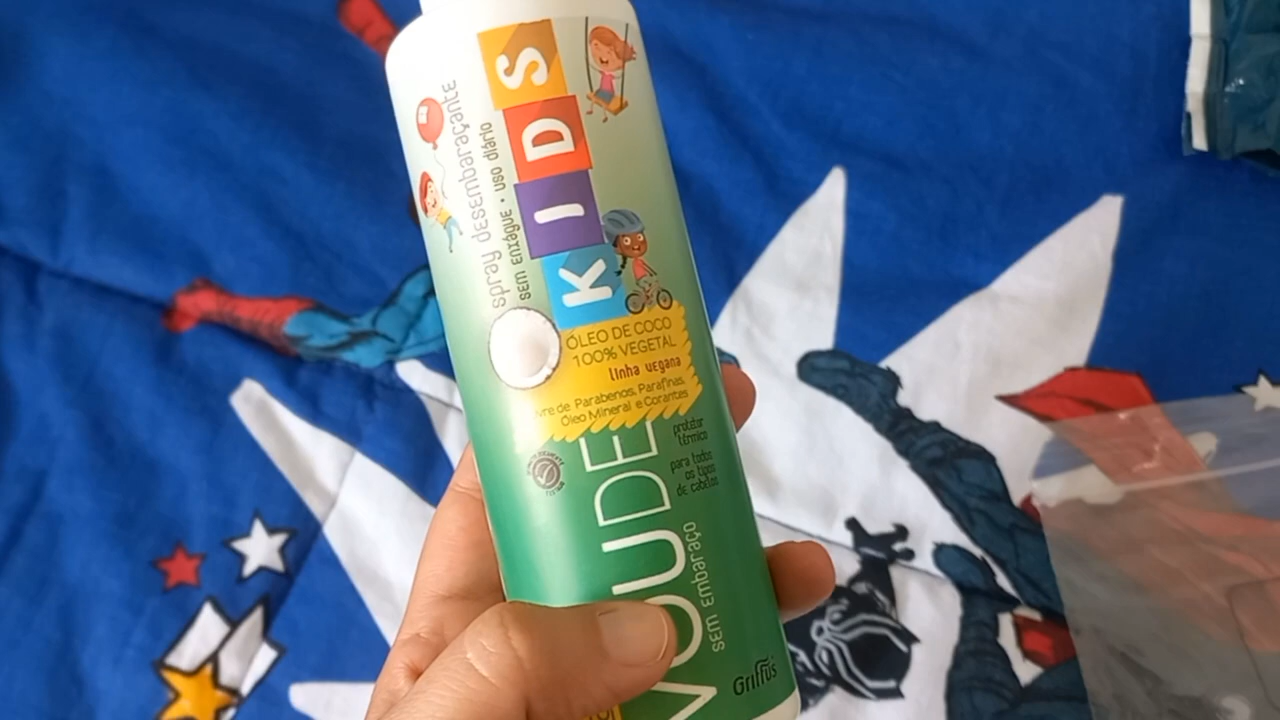 KIDS
spray desembaraçante
sem enxágue • uso diário
ÓLEO DE COCO
100% VEGETAL
linha vegana
de Parabenos, Parafinas,
Óleo Mineral e Corantes
protetor
térmico
para todos
os tipos
de cabelos
VOUDE
sem embaraço
Griffus